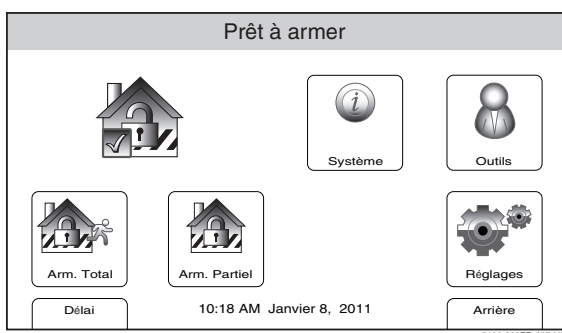 Prêt à armer
Système
Outils
Arm. Total
Arm. Partiel
Réglages
Délai
10:18 AM Janvier 8, 2011
Arrière